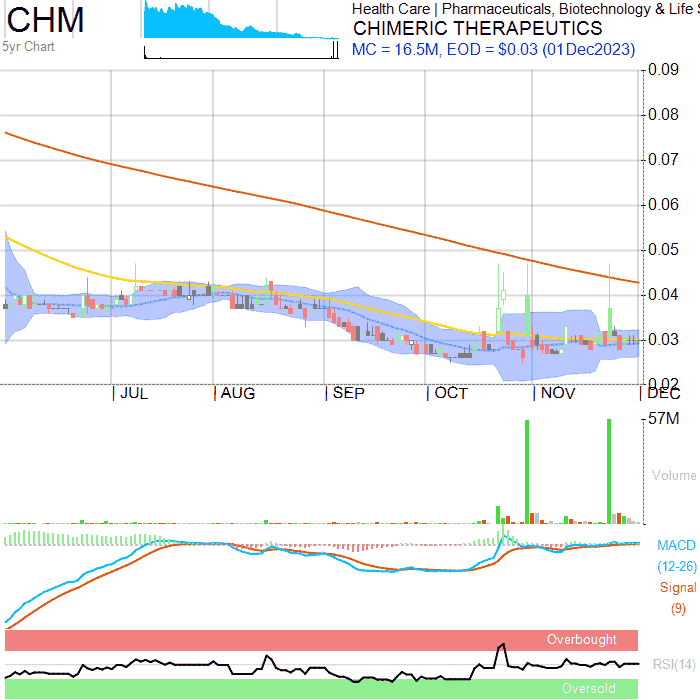 CHM
5yr Chart
Health Care | Pharmaceuticals, Biotechnology & Life S
CHIMERIC THERAPEUTICS
MC = 16.5M, EOD = $0.03 (01Dec2023)
0.09
0.08
0.07
0.06
0.05
0.04
0.03
0.02
JUL
AUG
SEP
OCT
NOV
DEC
57M
Volume
MACD
(12-26)
Signal
(9)
Overbought
RSI(14)
Oversold